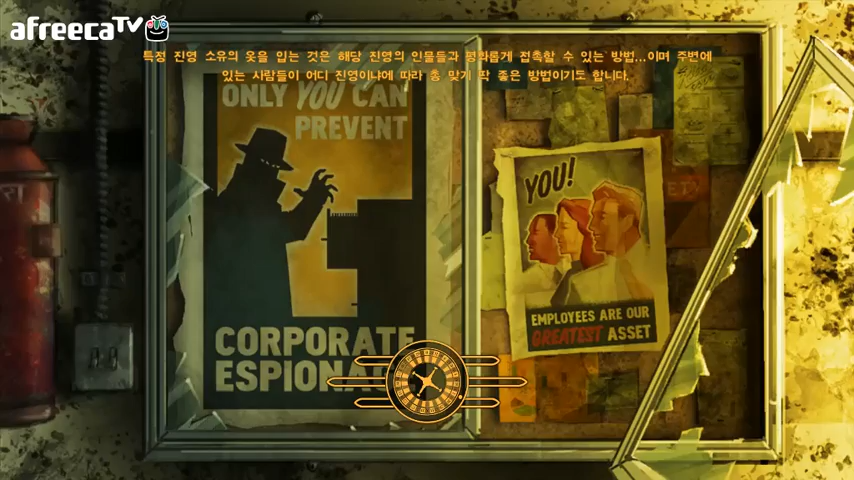 afreecaTV
특정 진영 소유의 옷을 입는 것은 해당 진영의 인물들과 평화롭게 접촉할 수 있는 방법...이며 주변에
있는 사람들이 어디 진영이냐에 따라 총 맞기 딱 좋은 방법이기도 합니다.
ONLY YOU CAN
PREVENT
CORPORATE
YOU!
EMPLOYEES ARE OUR
GREATEST ASSET